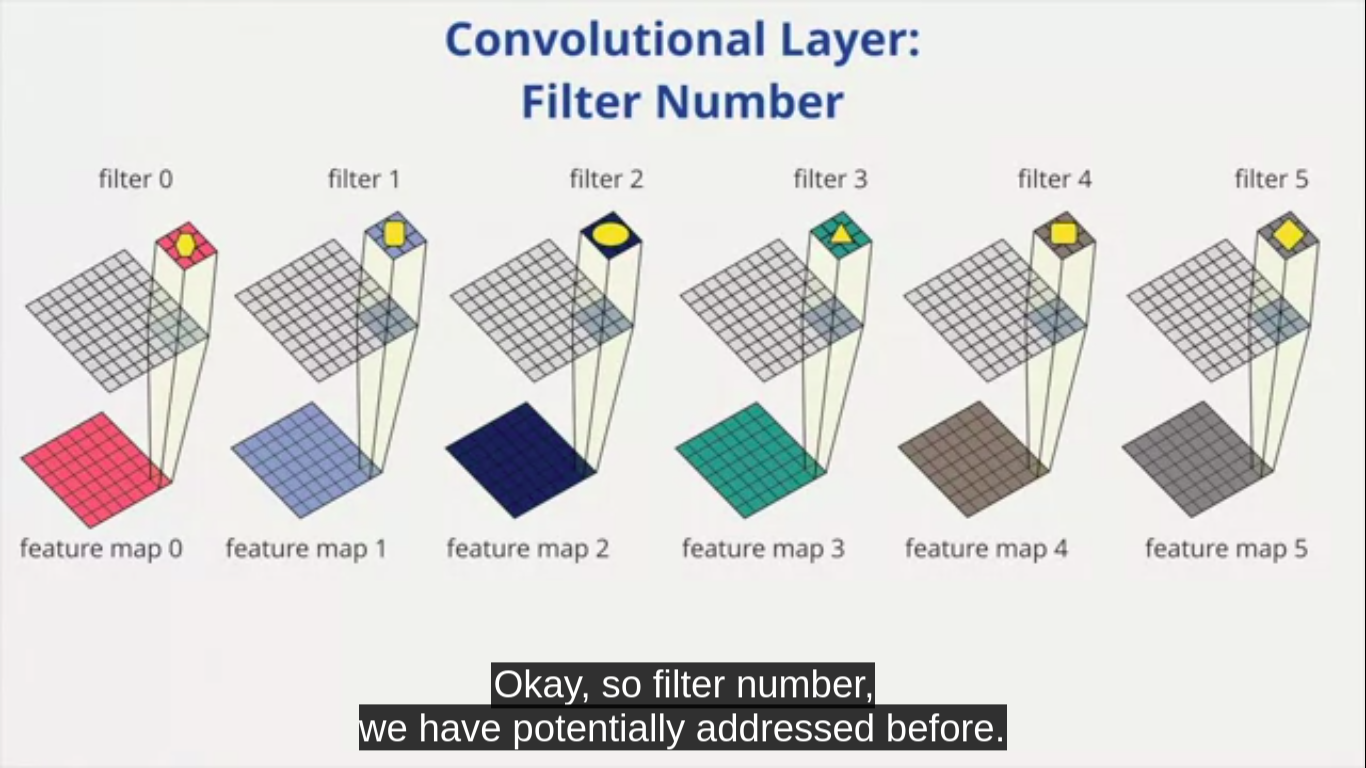 Convolutional Layer:
Filter Number
filter 0 filter 1 filter 2 filter 3 filter 4 filter 5
feature map 0 feature map 1 feature map 2 feature map 3 feature map 4 feature map 5
Okay, so filter number,
we have potentially addressed before.